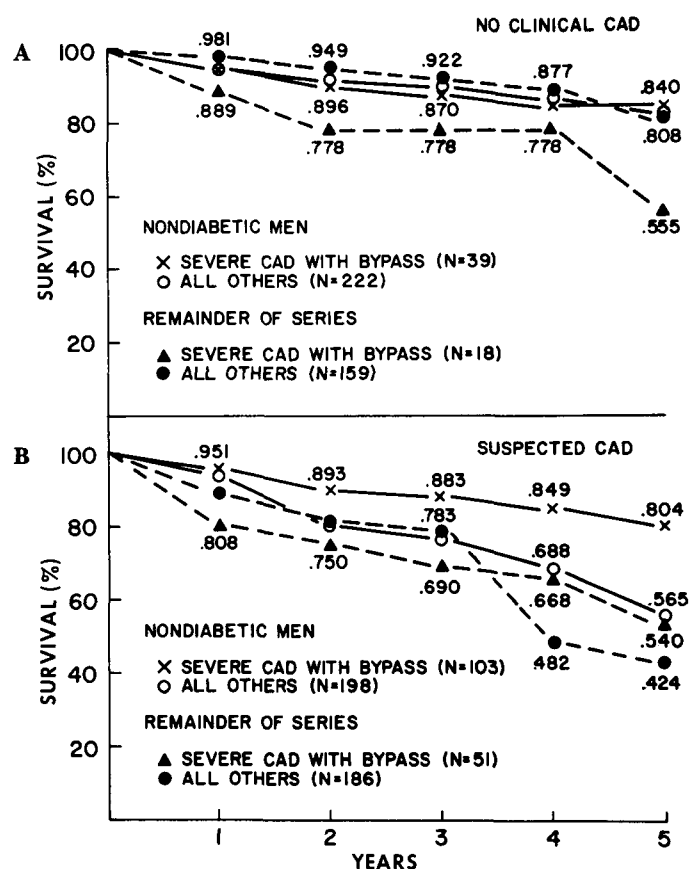 NO CLINICAL CAD
A
100
80
60
40
20
SURVIVAL (%)
.981
.949
.922
.877
.840
.889
.896
.870
.808
.778
.778
.778
.555
NONDIABETIC MEN
× SEVERE CAD WITH BYPASS (N=39)
○ ALL OTHERS (N=222)
REMAINDER OF SERIES
▲ SEVERE CAD WITH BYPASS (N=18)
● ALL OTHERS (N=159)
B
SUSPECTED CAD
100
80
60
40
20
SURVIVAL (%)
.951
.893
.883
.849
.804
.783
.808
.750
.690
.688
.668
.565
.540
.482
.424
NONDIABETIC MEN
× SEVERE CAD WITH BYPASS (N=103)
○ ALL OTHERS (N=198)
REMAINDER OF SERIES
▲ SEVERE CAD WITH BYPASS (N=51)
● ALL OTHERS (N=186)
1 2 3 4 5
YEARS